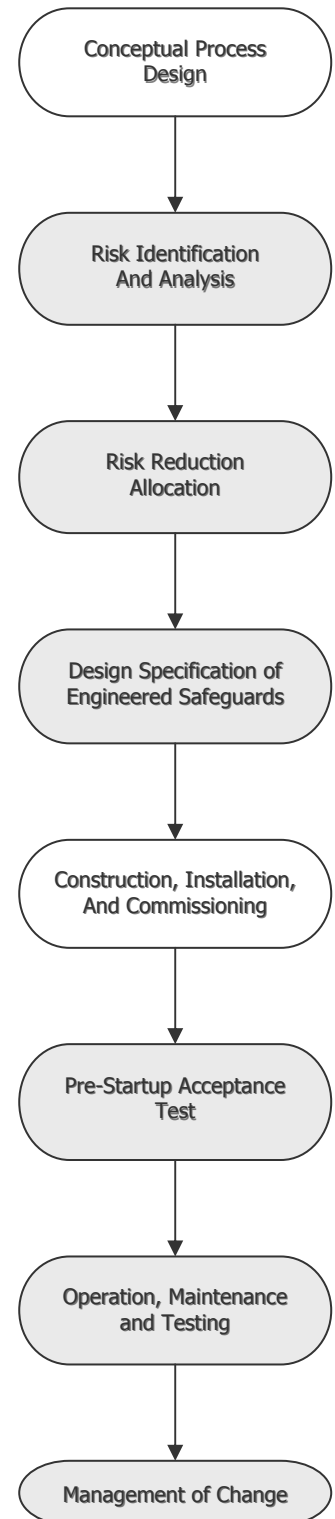 Conceptual Process
Design
Risk Identification
And Analysis
Risk Reduction
Allocation
Design Specification of
Engineered Safeguards
Construction, Installation,
And Commissioning
Pre-Startup Acceptance
Test
Operation, Maintenance
and Testing
Management of Change